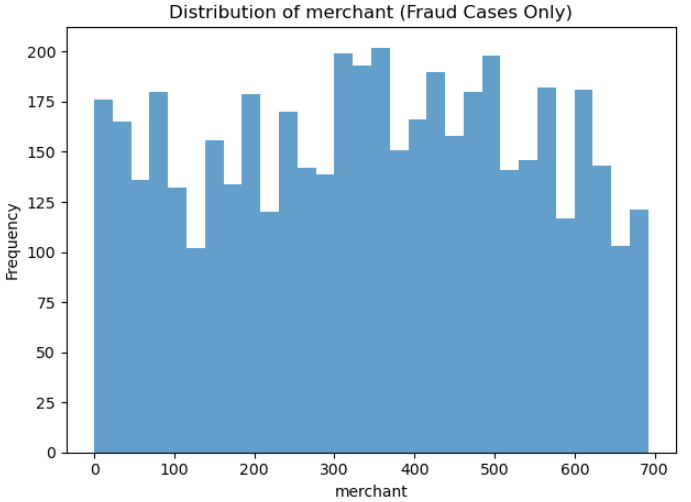 Distribution of merchant (Fraud Cases Only)
200
175
150
125
100
75
50
25
0
Frequency
0 100 200 300 400 500 600 700
merchant